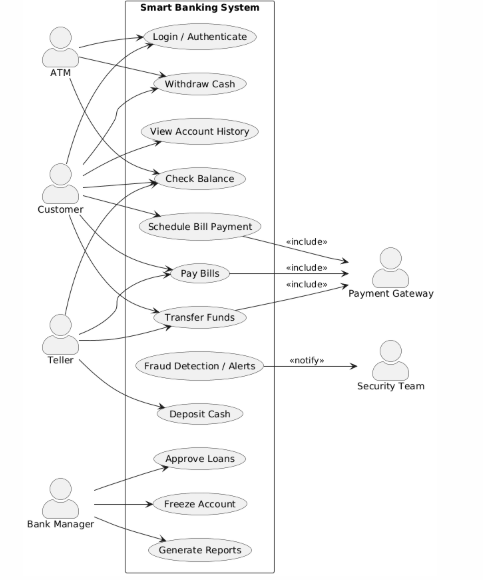 Smart Banking System
Login / Authenticate
ATM
Withdraw Cash
View Account History
Check Balance
Customer
Schedule Bill Payment
«include»
«include»
Pay Bills
Payment Gateway
«include»
Transfer Funds
Teller
Fraud Detection / Alerts
«notify»
Security Team
Deposit Cash
Approve Loans
Freeze Account
Bank Manager
Generate Reports